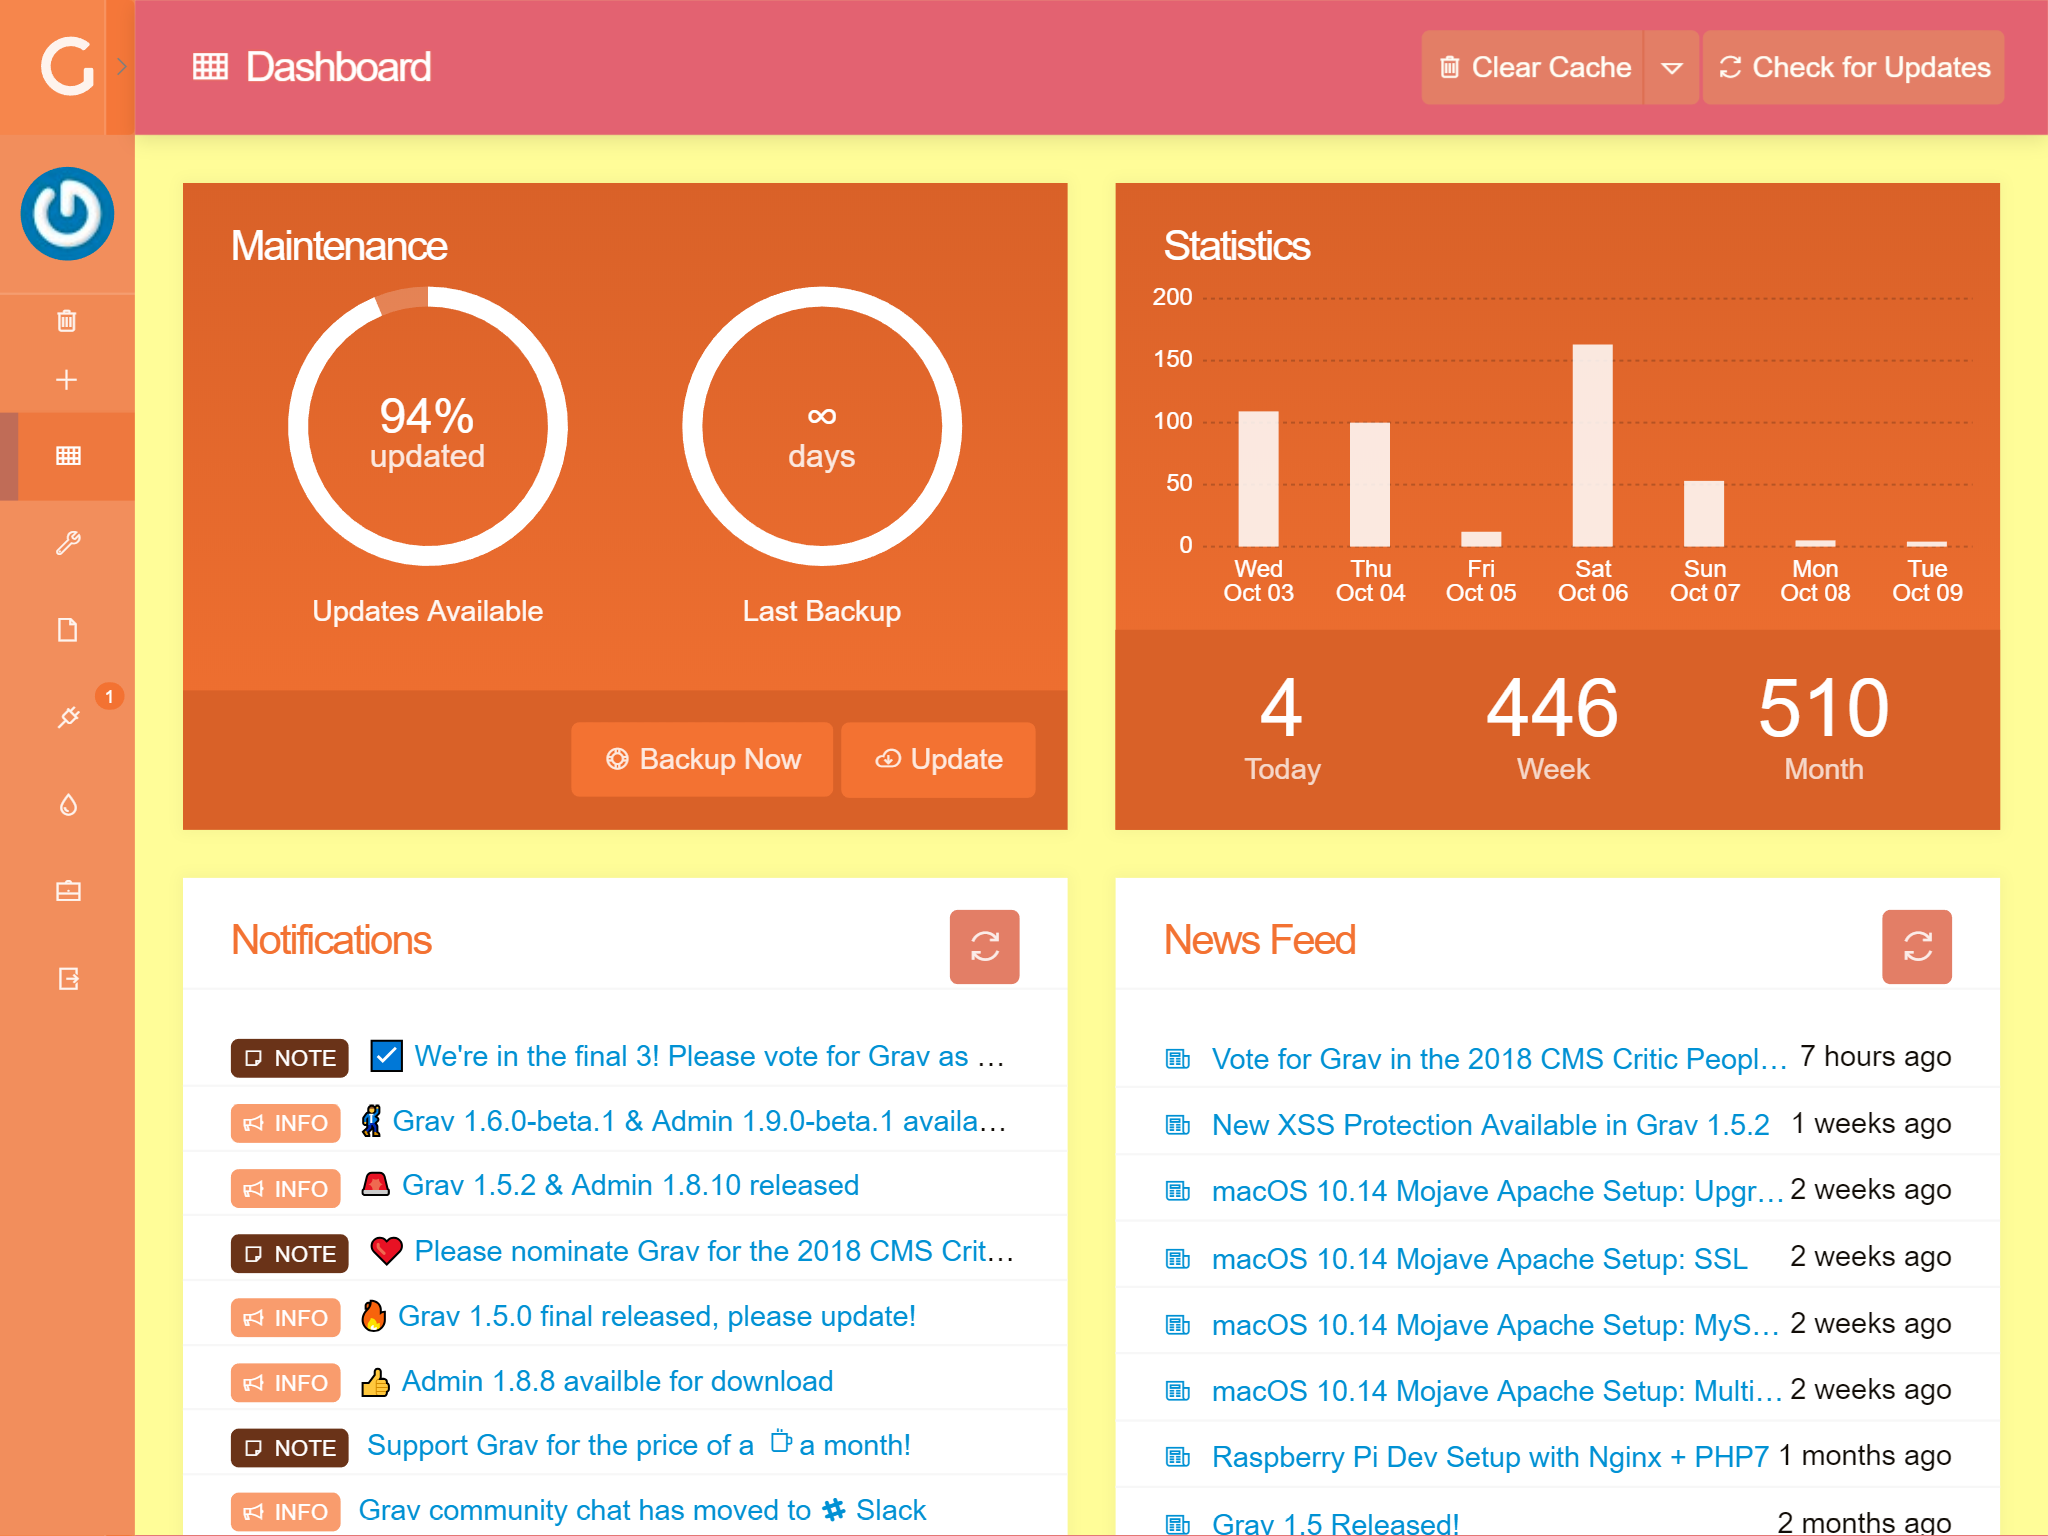 Dashboard
Clear Cache
Check for Updates
1
Maintenance
94%
updated
Updates Available
∞
days
Last Backup
Backup Now
Update
Statistics
200
150
100
50
0
Wed Thu Fri Sat Sun Mon Tue
Oct 03 Oct 04 Oct 05 Oct 06 Oct 07 Oct 08 Oct 09
4 446 510
Today Week Month
Notifications
NOTE ☑️ We're in the final 3! Please vote for Grav as …
INFO Grav 1.6.0-beta.1 & Admin 1.9.0-beta.1 availa…
INFO 🚨 Grav 1.5.2 & Admin 1.8.10 released
NOTE ❤️ Please nominate Grav for the 2018 CMS Crit…
INFO 🔥 Grav 1.5.0 final released, please update!
INFO 👍 Admin 1.8.8 availble for download
NOTE Support Grav for the price of a a month!
INFO Grav community chat has moved to Slack
News Feed
Vote for Grav in the 2018 CMS Critic Peopl… 7 hours ago
New XSS Protection Available in Grav 1.5.2 1 weeks ago
macOS 10.14 Mojave Apache Setup: Upgr… 2 weeks ago
macOS 10.14 Mojave Apache Setup: SSL 2 weeks ago
macOS 10.14 Mojave Apache Setup: MyS… 2 weeks ago
macOS 10.14 Mojave Apache Setup: Multi… 2 weeks ago
Raspberry Pi Dev Setup with Nginx + PHP7 1 months ago
Grav 1.5 Released! 2 months ago